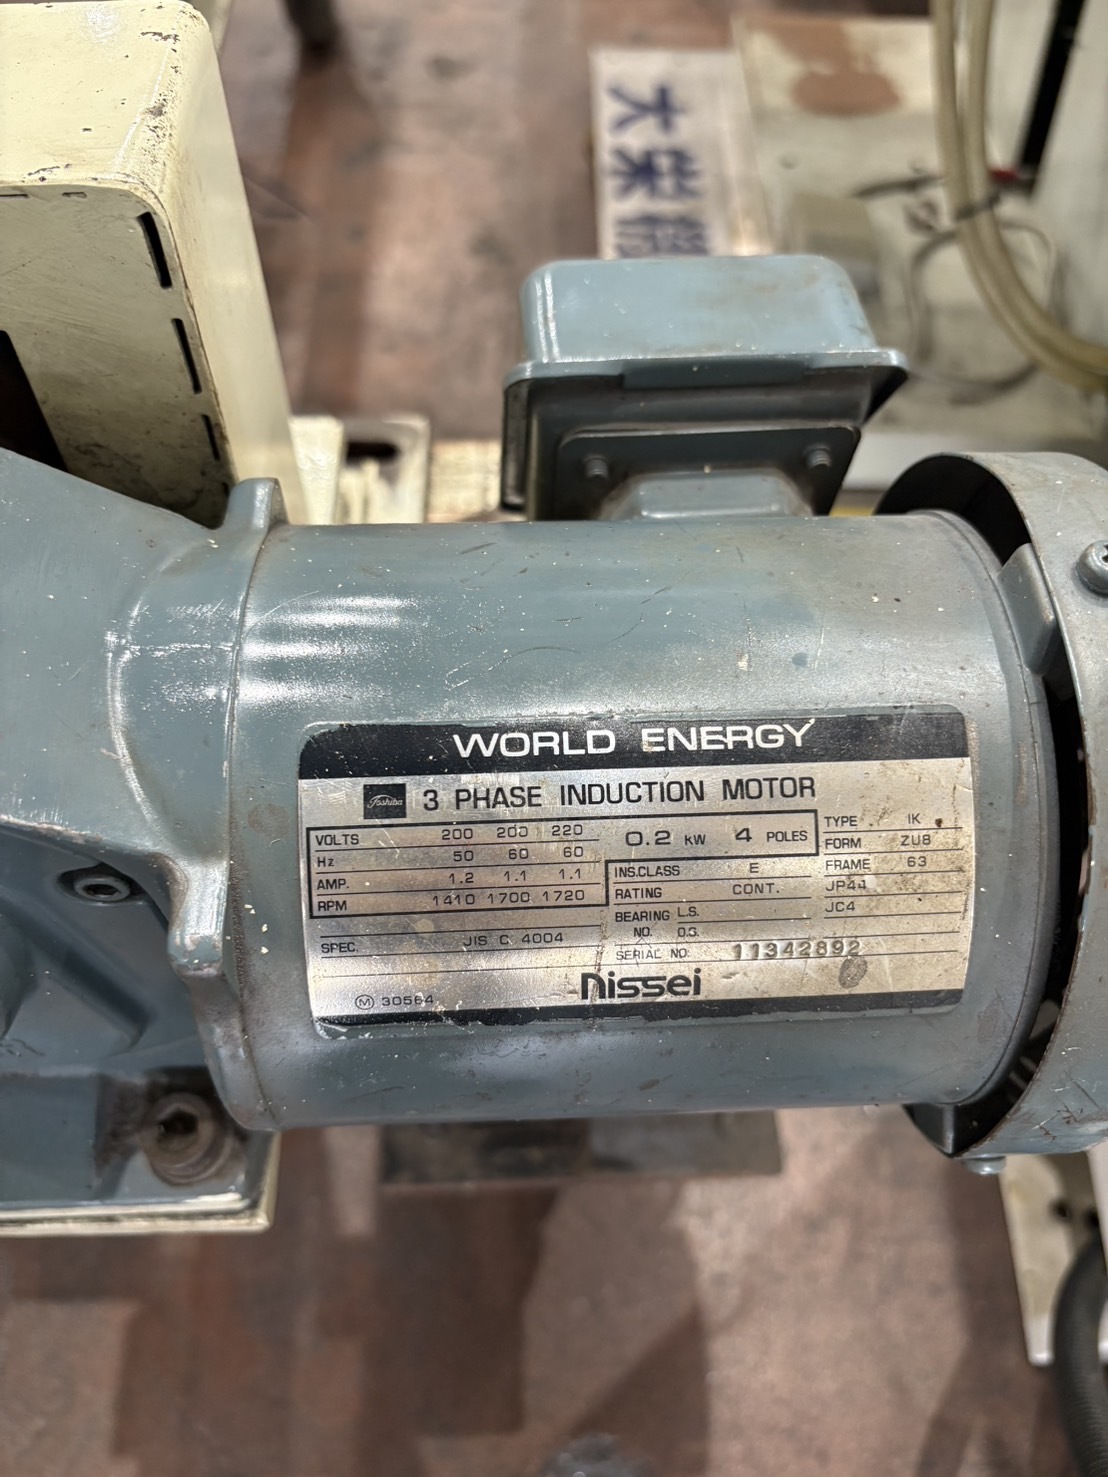 大栄
WORLD ENERGY
Toshiba 3 PHASE INDUCTION MOTOR
VOLTS 200 200 220
Hz 50 60 60
AMP. 1.2 1.1 1.1
RPM 1410 1700 1720
0.2 KW 4 POLES
TYPE IK
FORM ZU8
FRAME 63
JP44
JC4
INS.CLASS E
RATING CONT.
BEARING L.S.
NO. O.S.
SPEC. JIS C 4004
SERIAL NO. 11342892
Nissei
M 30564